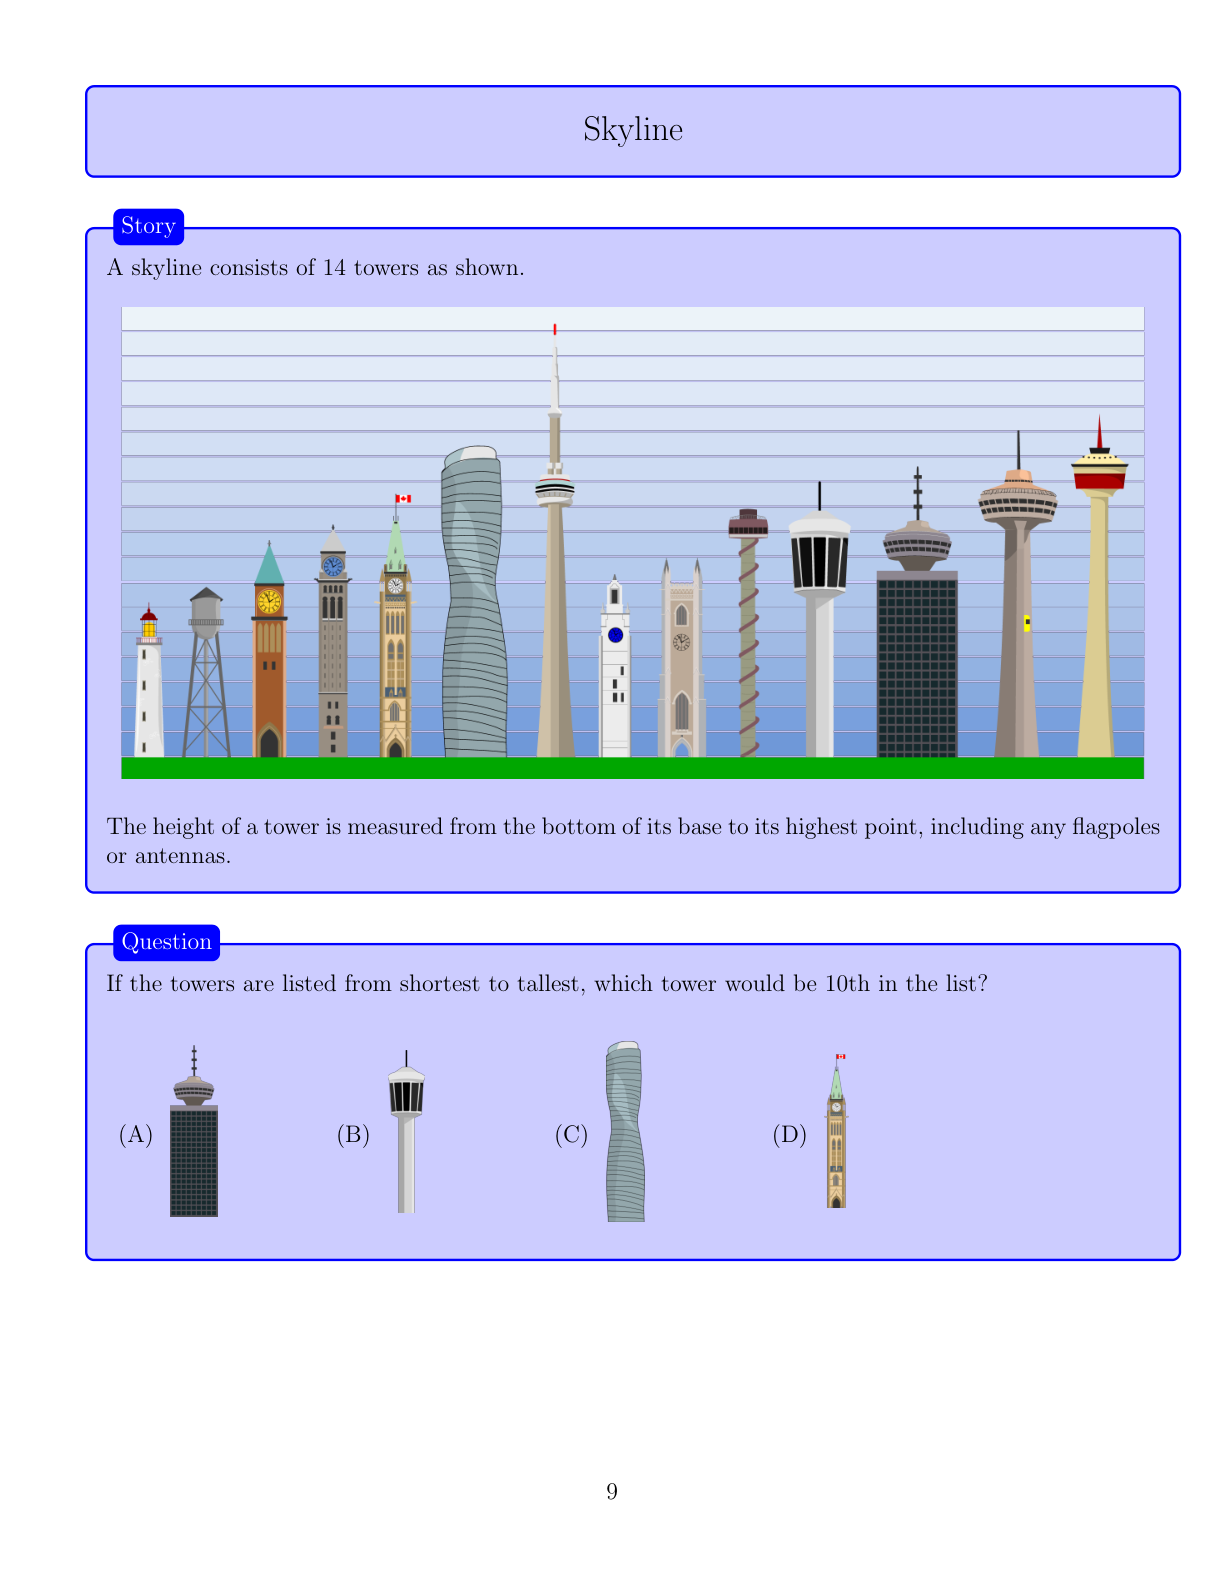 Skyline
Story
A skyline consists of 14 towers as shown.
The height of a tower is measured from the bottom of its base to its highest point, including any flagpoles
or antennas.
Question
If the towers are listed from shortest to tallest, which tower would be 10th in the list?
(A)
(B)
(C)
(D)
9